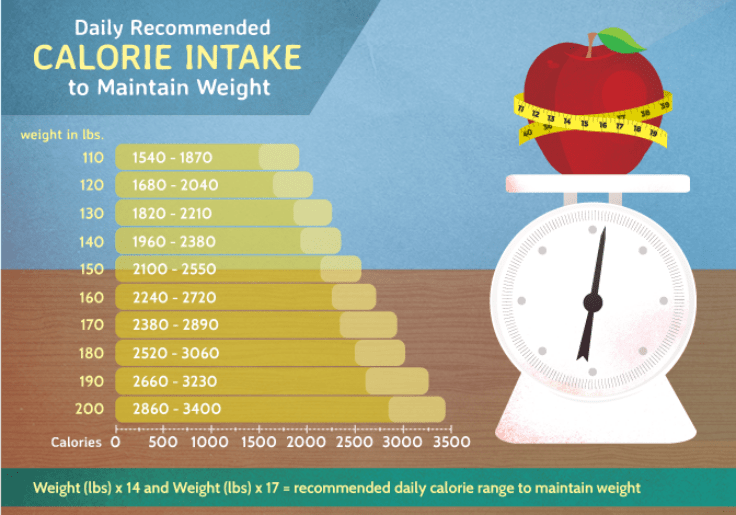 Daily Recommended
CALORIE INTAKE
to Maintain Weight
weight in lbs.
110 1540 - 1870
120 1680 - 2040
130 1820 - 2210
140 1960 - 2380
150 2100 - 2550
160 2240 - 2720
170 2380 - 2890
180 2520 - 3060
190 2660 - 3230
200 2860 - 3400
Calories 0 500 1000 1500 2000 2500 3000 3500
Weight (lbs) x 14 and Weight (lbs) x 17 = recommended daily calorie range to maintain weight
11 12 13 14 15 16 17 18 19
38 39
40